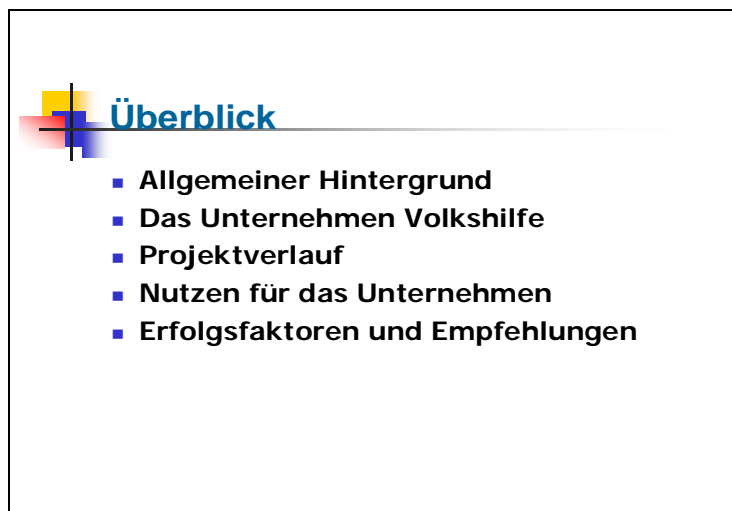 Überblick
Allgemeiner Hintergrund
Das Unternehmen Volkshilfe
Projektverlauf
Nutzen für das Unternehmen
Erfolgsfaktoren und Empfehlungen